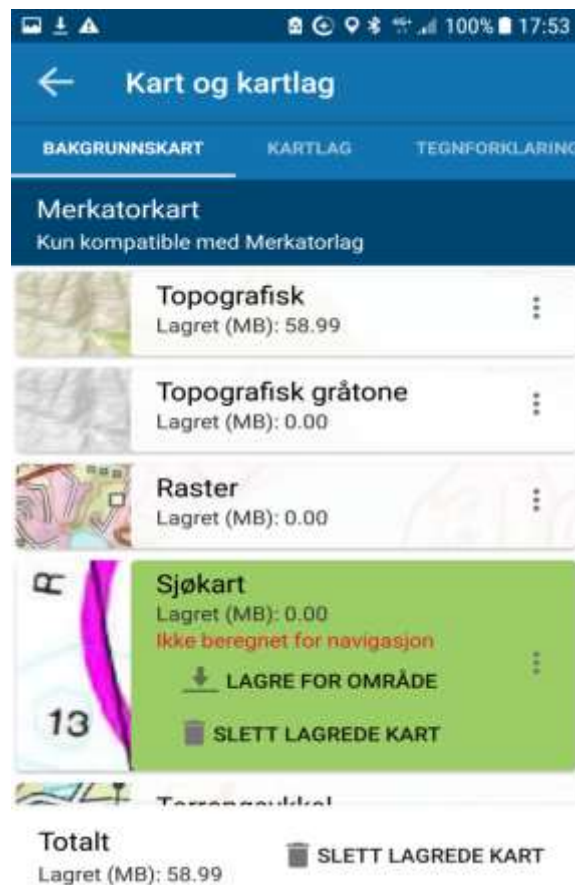 100% 17:53
Kart og kartlag
BAKGRUNNSKART KARTLAG TEGNFORKLARING
Merkatorkart
Kun kompatible med Merkatorlag
Topografisk
Lagret (MB): 58.99
Topografisk gråtone
Lagret (MB): 0.00
Raster
Lagret (MB): 0.00
R
13
Sjøkart
Lagret (MB): 0.00
Ikke beregnet for navigasjon
LAGRE FOR OMRÅDE
SLETT LAGREDE KART
Totalt
Lagret (MB): 58.99
SLETT LAGREDE KART